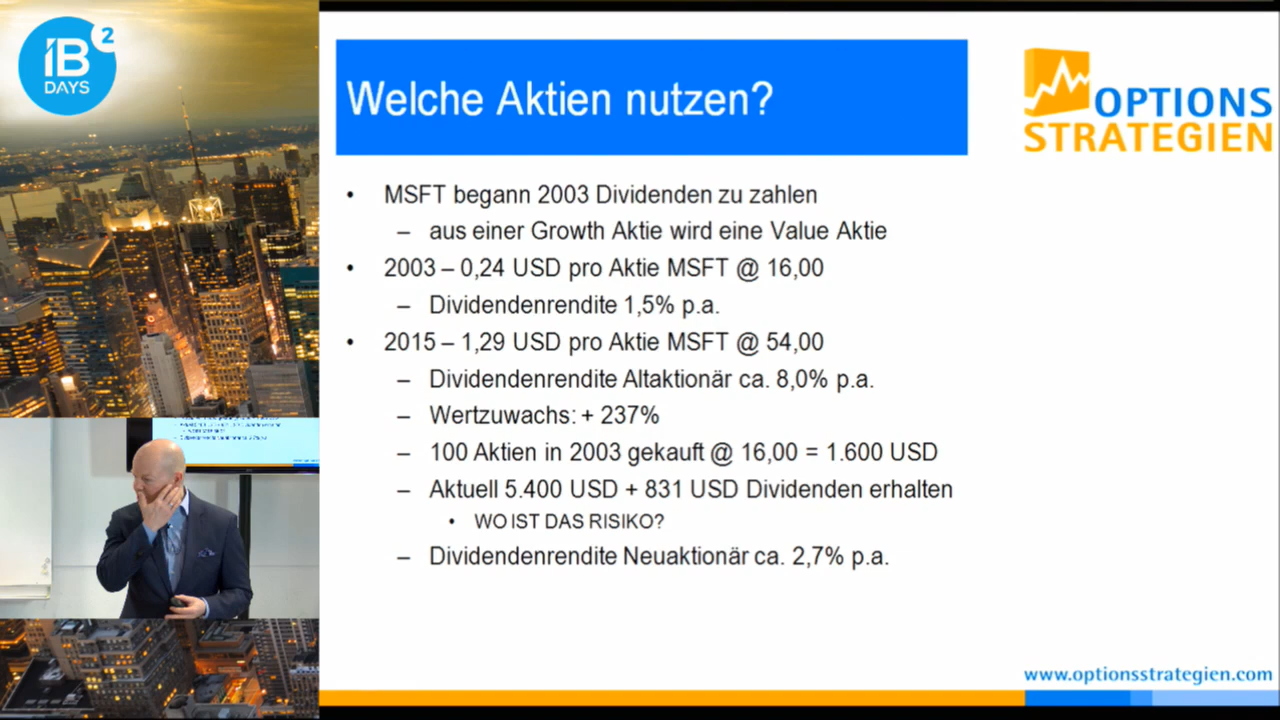 IB
2
DAYS
Welche Aktien nutzen?
OPTIONS
STRATEGIEN
• MSFT begann 2003 Dividenden zu zahlen
– aus einer Growth Aktie wird eine Value Aktie
• 2003 – 0,24 USD pro Aktie MSFT @ 16,00
– Dividendenrendite 1,5% p.a.
• 2015 – 1,29 USD pro Aktie MSFT @ 54,00
– Dividendenrendite Altaktionär ca. 8,0% p.a.
– Wertzuwachs: + 237%
– 100 Aktien in 2003 gekauft @ 16,00 = 1.600 USD
– Aktuell 5.400 USD + 831 USD Dividenden erhalten
• WO IST DAS RISIKO?
– Dividendenrendite Neuaktionär ca. 2,7% p.a.
www.optionsstrategien.com